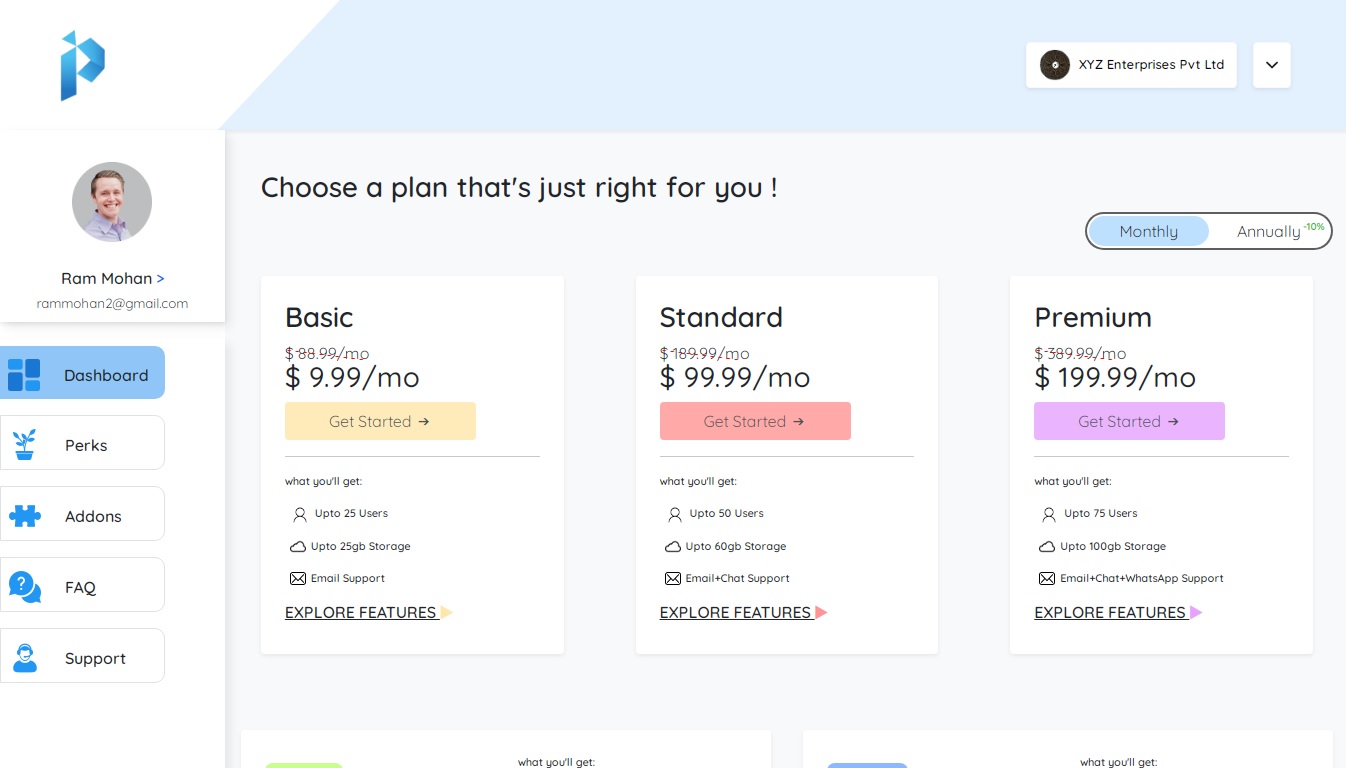 XYZ Enterprises Pvt Ltd
Ram Mohan >
rammohan2@gmail.com
Dashboard
Perks
Addons
FAQ
Support
Choose a plan that's just right for you !
Monthly
Annually -10%
Basic
$ 88.99/mo
$ 9.99/mo
Get Started →
what you'll get:
Upto 25 Users
Upto 25gb Storage
Email Support
EXPLORE FEATURES
Standard
$ 189.99/mo
$ 99.99/mo
Get Started →
what you'll get:
Upto 50 Users
Upto 60gb Storage
Email+Chat Support
EXPLORE FEATURES
Premium
$ 389.99/mo
$ 199.99/mo
Get Started →
what you'll get:
Upto 75 Users
Upto 100gb Storage
Email+Chat+WhatsApp Support
EXPLORE FEATURES
what you'll get:
what you'll get: